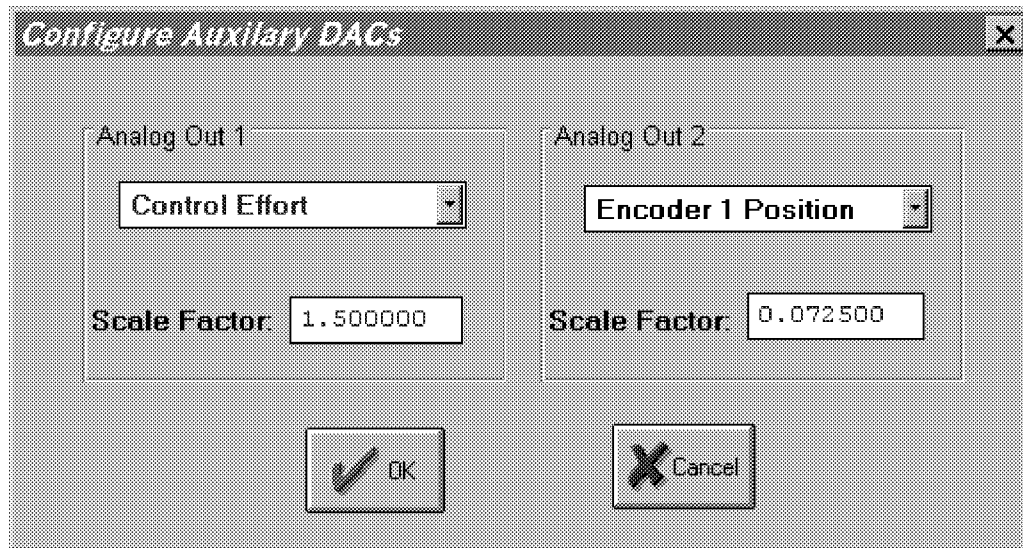 Configure Auxilary DACs
Analog Out 1
Control Effort
Scale Factor: 1.500000
Analog Out 2
Encoder 1 Position
Scale Factor: 0.072500
OK
Cancel